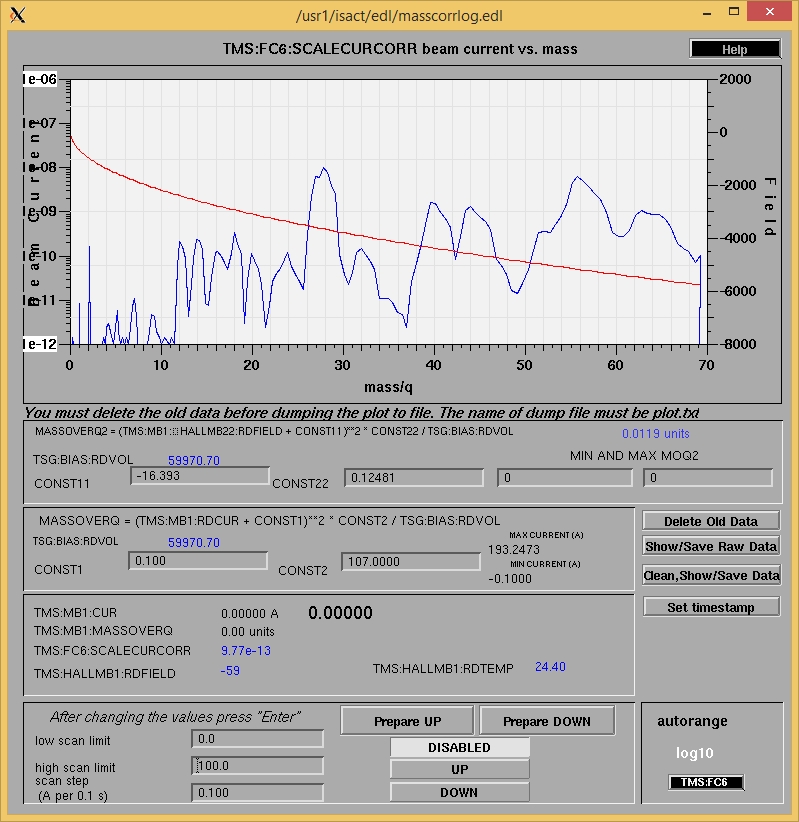 /usr1/isact/edl/masscorrlog.edl
TMS:FC6:SCALECURCORR beam current vs. mass
Help
1e-06
1e-07
1e-08
1e-09
1e-10
1e-11
1e-12
Beam Current
2000
0
-2000
-4000
-6000
-8000
Field
0 10 20 30 40 50 60 70
mass/q
You must delete the old data before dumping the plot to file. The name of dump file must be plot.txt
MASSOVERQ2 = (TMS:MB1: HALLMB22:RDFIELD + CONST11)**2 * CONST22 / TSG:BIAS:RDVOL
0.0119 units
TSG:BIAS:RDVOL 59970.70
MIN AND MAX MOQ2
CONST11 -16.393 CONST22 0.12481 0 0
MASSOVERQ = (TMS:MB1:RDCUR + CONST1)**2 * CONST2 / TSG:BIAS:RDVOL
TSG:BIAS:RDVOL 59970.70
MAX CURRENT (A)
193.2473
CONST1 0.100 CONST2 107.0000
MIN CURRENT (A)
-0.1000
Delete Old Data
Show/Save Raw Data
Clean,Show/Save Data
Set timestamp
TMS:MB1:CUR 0.00000 A 0.00000
TMS:MB1:MASSOVERQ 0.00 units
TMS:FC6:SCALECURCORR 9.77e-13
TMS:HALLMB1:RDFIELD -59
TMS:HALLMB1:RDTEMP 24.40
After changing the values press "Enter"
low scan limit 0.0
high scan limit 100.0
scan step
(A per 0.1 s) 0.100
Prepare UP
Prepare DOWN
DISABLED
UP
DOWN
autorange
log10
TMS:FC6